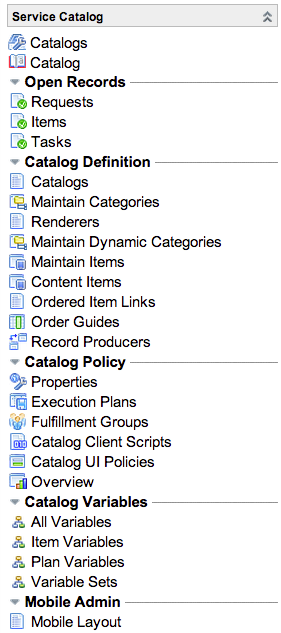 Service Catalog
Catalogs
Catalog
Open Records
Requests
Items
Tasks
Catalog Definition
Catalogs
Maintain Categories
Renderers
Maintain Dynamic Categories
Maintain Items
Content Items
Ordered Item Links
Order Guides
Record Producers
Catalog Policy
Properties
Execution Plans
Fulfillment Groups
Catalog Client Scripts
Catalog UI Policies
Overview
Catalog Variables
All Variables
Item Variables
Plan Variables
Variable Sets
Mobile Admin
Mobile Layout